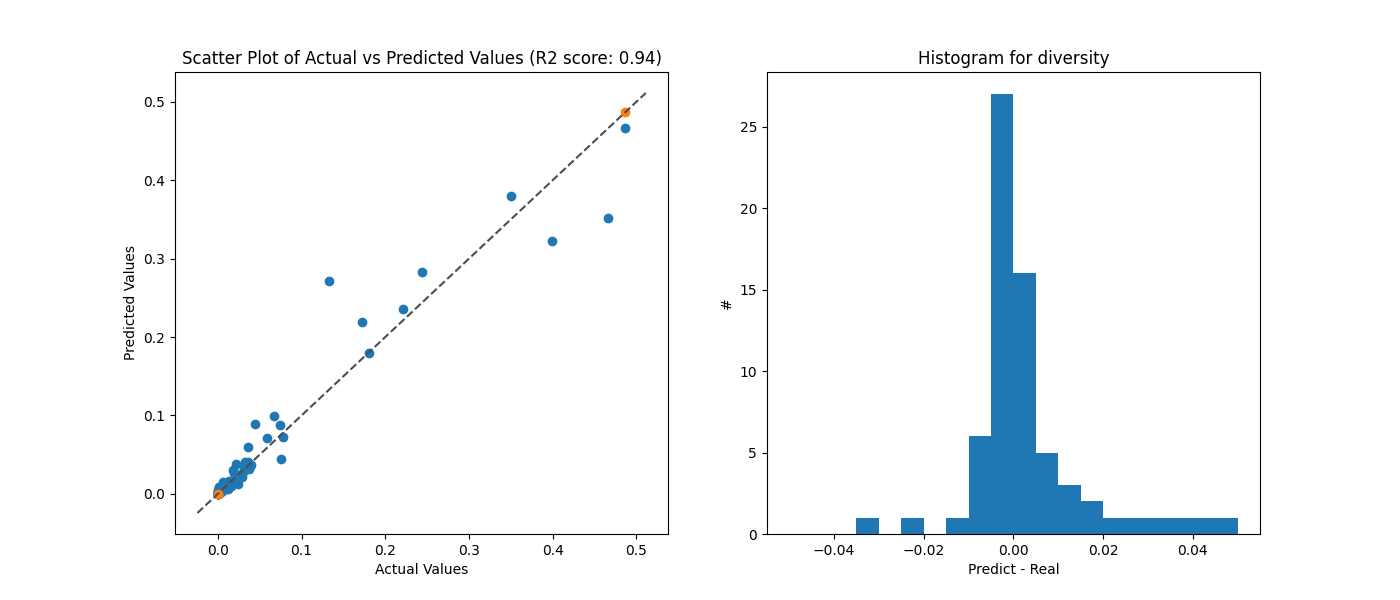 Scatter Plot of Actual vs Predicted Values (R2 score: 0.94)
Predicted Values
0.5
0.4
0.3
0.2
0.1
0.0
0.0 0.1 0.2 0.3 0.4 0.5
Actual Values
Histogram for diversity
#
25
20
15
10
5
0
−0.04 −0.02 0.00 0.02 0.04
Predict - Real